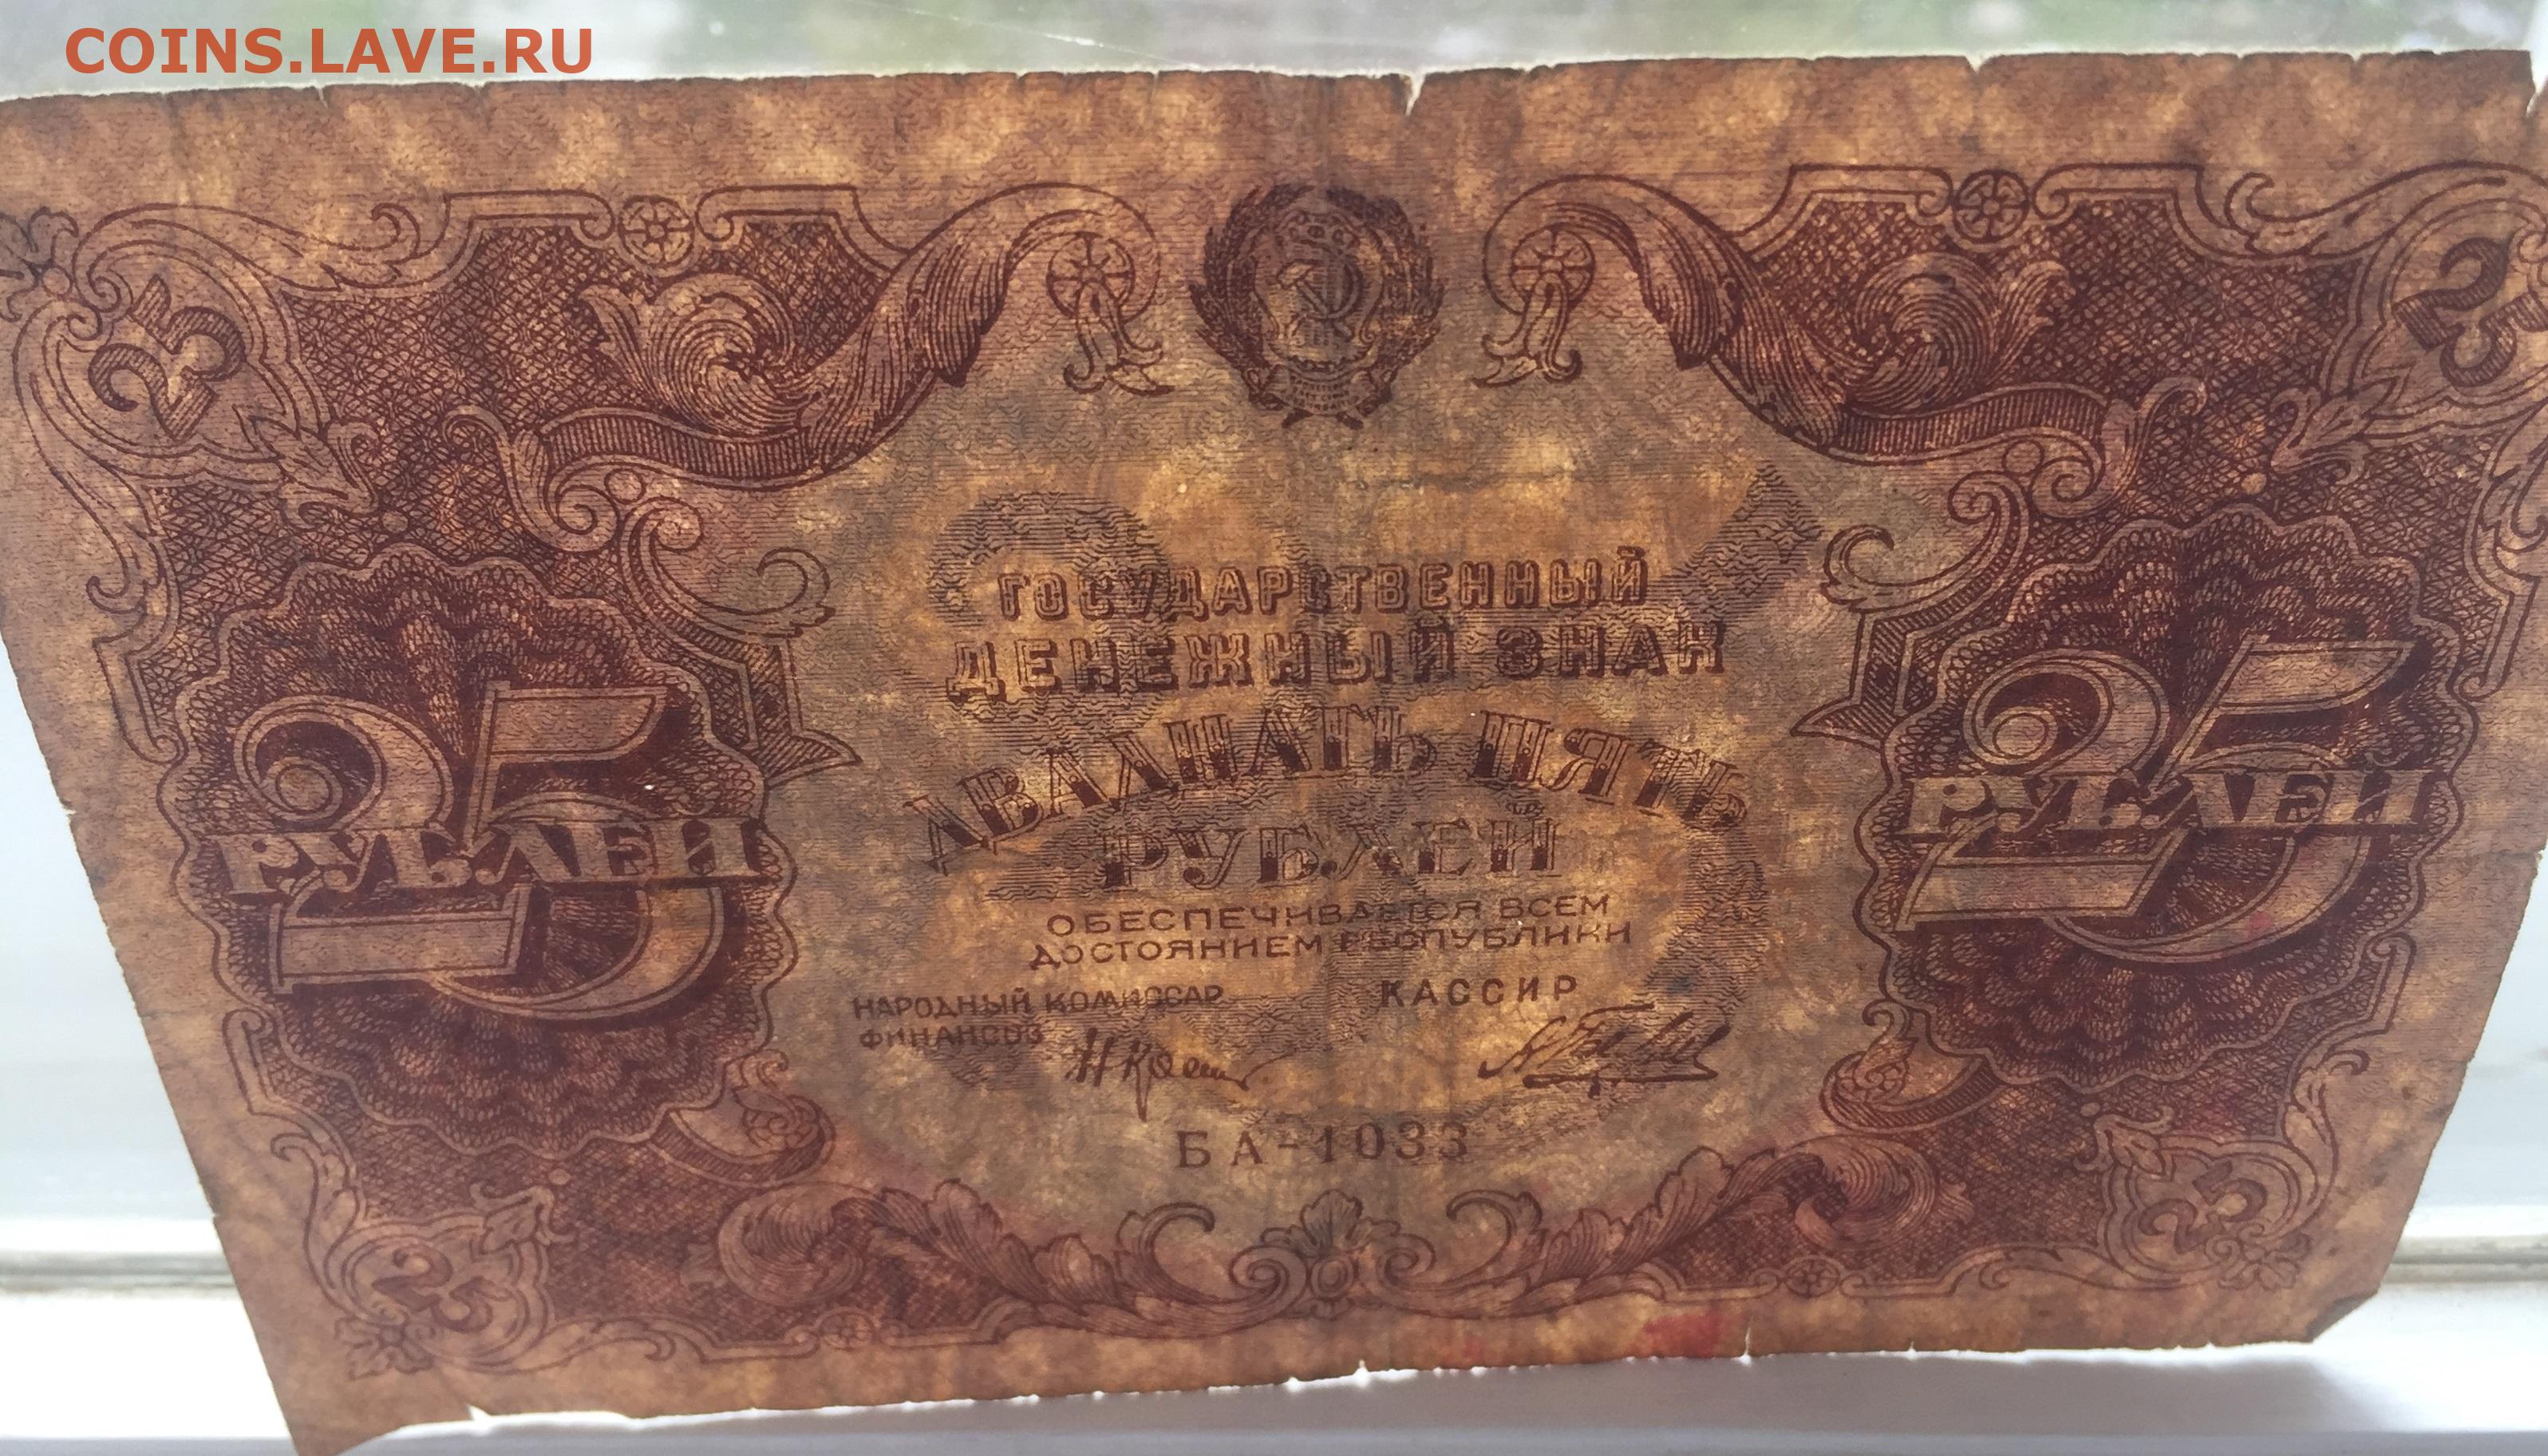 COINS.LAVE.RU
25
25
ГОСУДАРСТВЕННЫЙ
ДЕНЕЖНЫЙ ЗНАК
ДВАДЦАТЬ ПЯТЬ
РУБЛЕЙ
25
РУБЛЕЙ
25
РУБЛЕЙ
ОБЕСПЕЧИВАЕТСЯ ВСЕМ
ДОСТОЯНИЕМ РЕСПУБЛИКИ
НАРОДНЫЙ КОМИССАР
ФИНАНСОВ
КАССИР
БА-1033
25
25